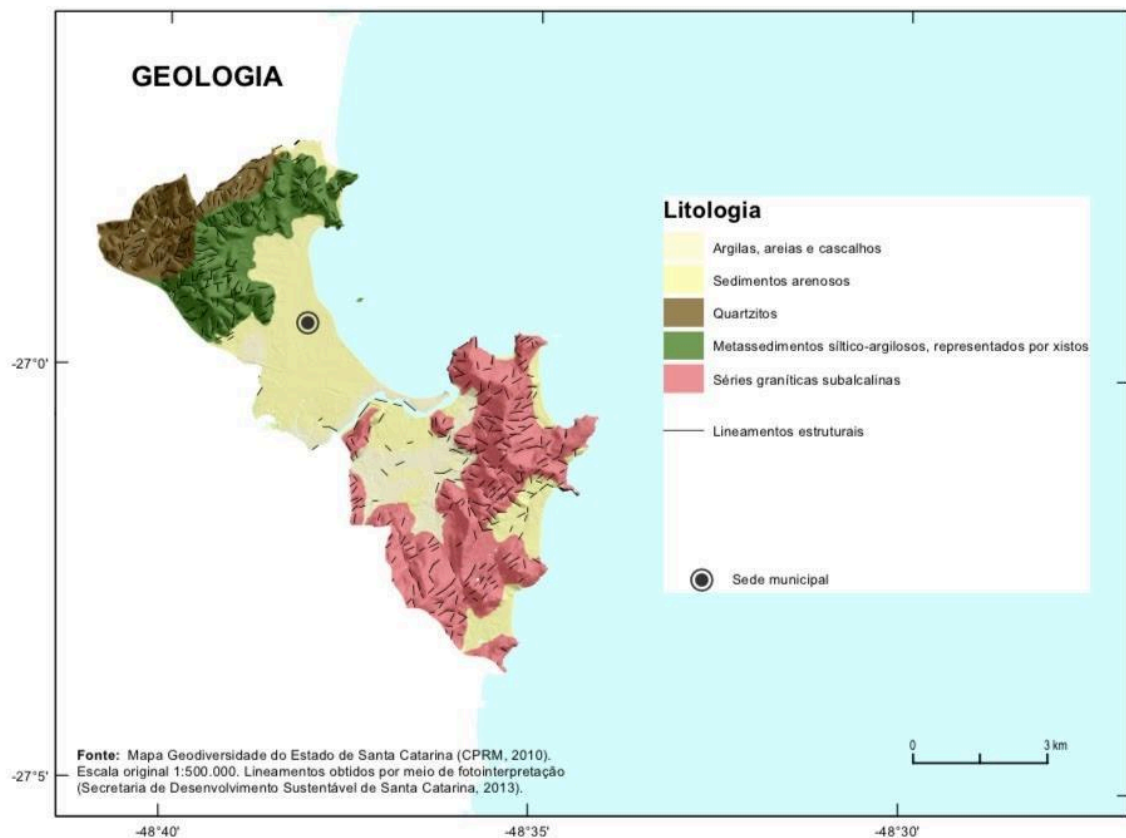 GEOLOGIA
Litologia
Argilas, areias e cascalhos
Sedimentos arenosos
Quartzitos
Metassedimentos síltico-argilosos, representados por xistos
Séries graníticas subalcalinas
Lineamentos estruturais
Sede municipal
-27°0'
-27°5'
Fonte: Mapa Geodiversidade do Estado de Santa Catarina (CPRM, 2010).
Escala original 1:500.000. Lineamentos obtidos por meio de fotointerpretação
(Secretaria de Desenvolvimento Sustentável de Santa Catarina, 2013).
0 3 km
-48°40' -48°35' -48°30'